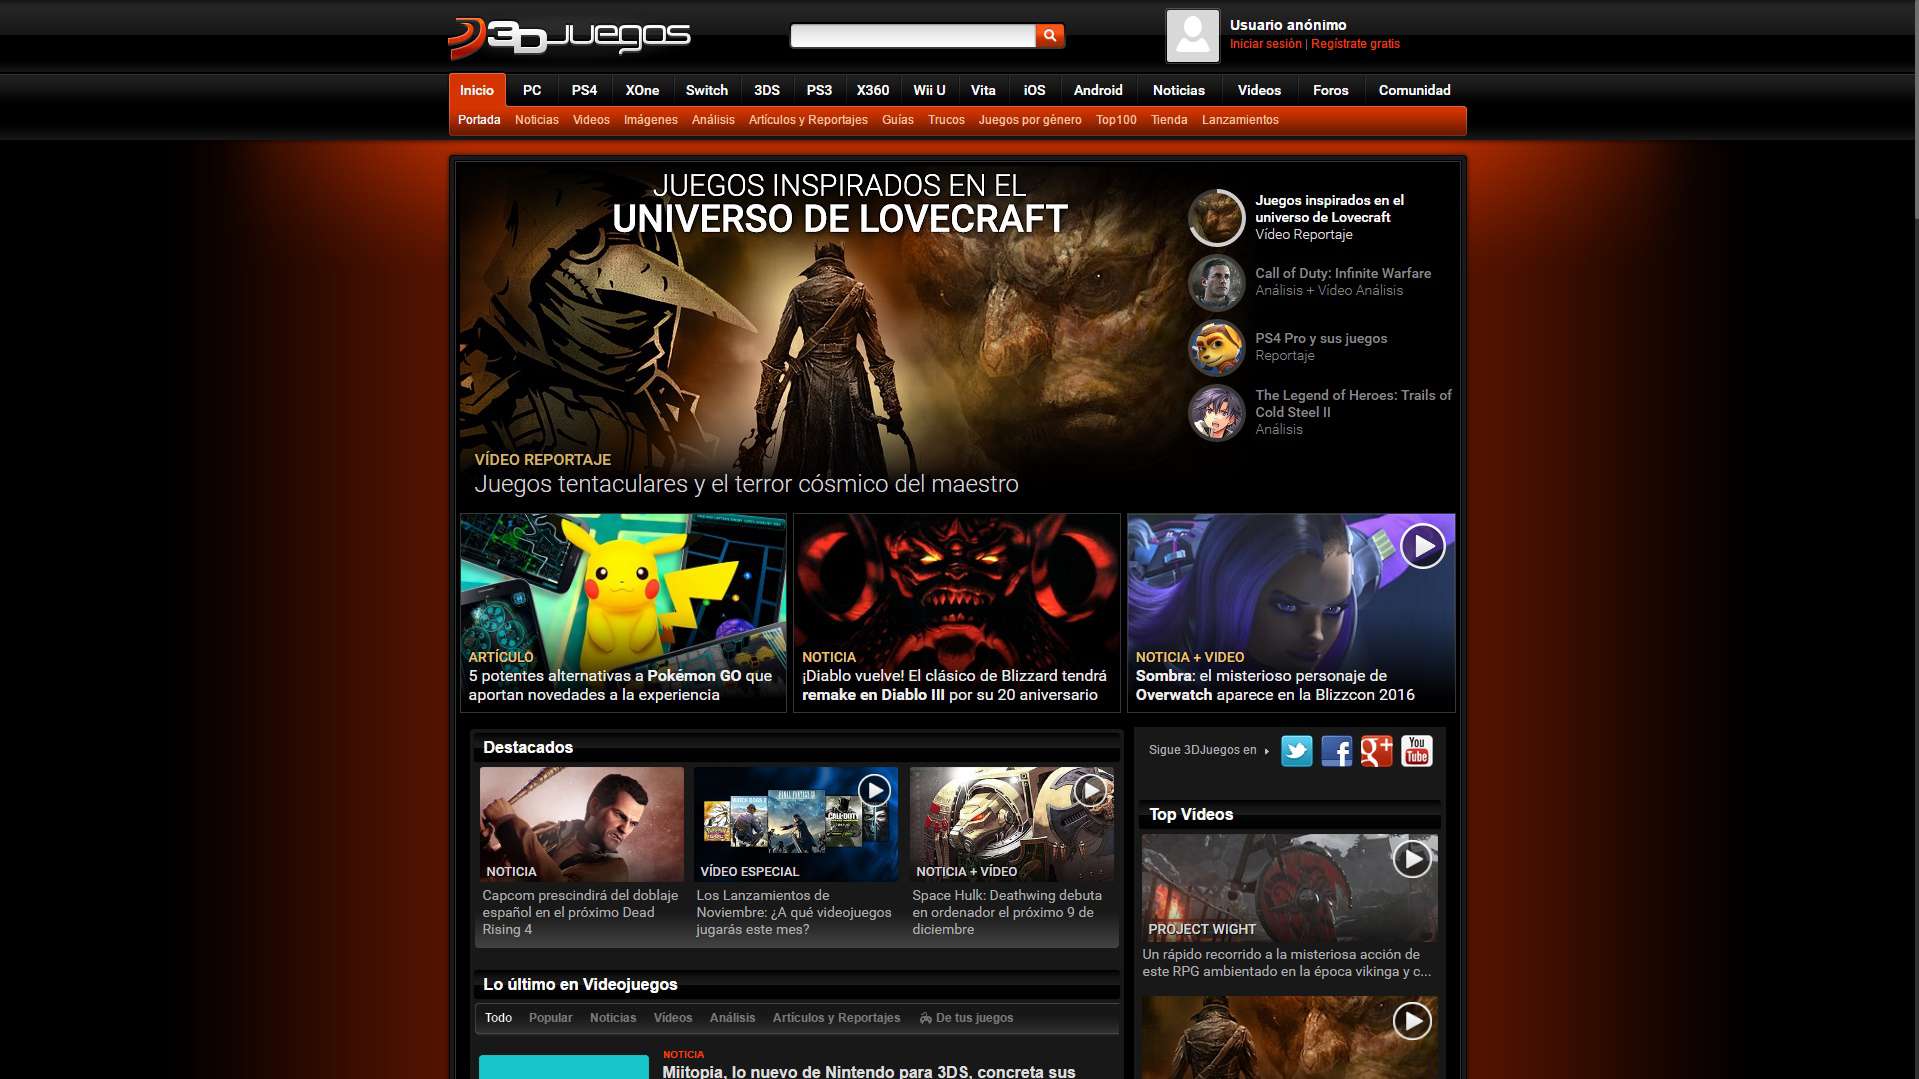 3DJuegos
Usuario anónimo
Iniciar sesión | Regístrate gratis
Inicio PC PS4 XOne Switch 3DS PS3 X360 Wii U Vita iOS Android Noticias Videos Foros Comunidad
Portada Noticias Videos Imágenes Análisis Artículos y Reportajes Guías Trucos Juegos por género Top100 Tienda Lanzamientos
JUEGOS INSPIRADOS EN EL
UNIVERSO DE LOVECRAFT
VÍDEO REPORTAJE
Juegos tentaculares y el terror cósmico del maestro
Juegos inspirados en el
universo de Lovecraft
Vídeo Reportaje
Call of Duty: Infinite Warfare
Análisis + Vídeo Análisis
PS4 Pro y sus juegos
Reportaje
The Legend of Heroes: Trails of
Cold Steel II
Análisis
ARTÍCULO
5 potentes alternativas a Pokémon GO que
aportan novedades a la experiencia
NOTICIA
¡Diablo vuelve! El clásico de Blizzard tendrá
remake en Diablo III por su 20 aniversario
NOTICIA + VIDEO
Sombra: el misterioso personaje de
Overwatch aparece en la Blizzcon 2016
Destacados
NOTICIA
Capcom prescindirá del doblaje
español en el próximo Dead
Rising 4
VÍDEO ESPECIAL
Los Lanzamientos de
Noviembre: ¿A qué videojuegos
jugarás este mes?
NOTICIA + VÍDEO
Space Hulk: Deathwing debuta
en ordenador el próximo 9 de
diciembre
Sigue 3DJuegos en
You
Tube
Top Vídeos
PROJECT WIGHT
Un rápido recorrido a la misteriosa acción de
este RPG ambientado en la época vikinga y c...
Lo último en Videojuegos
Todo Popular Noticias Vídeos Análisis Artículos y Reportajes De tus juegos
NOTICIA
Miitopia, lo nuevo de Nintendo para 3DS, concreta sus